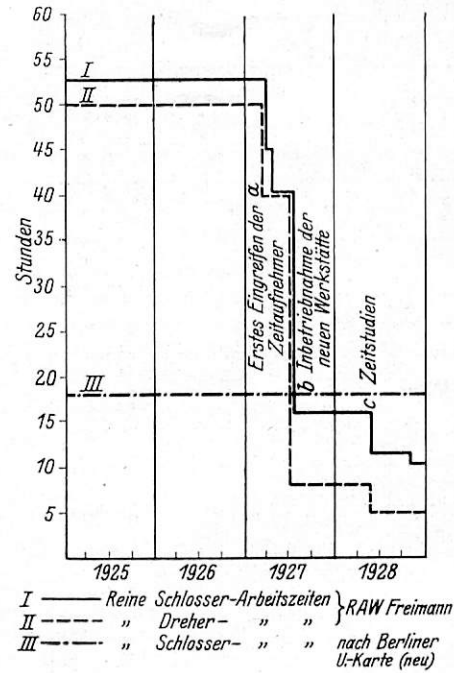 60
55
50
45
40
35
30
25
20
15
10
5
Stunden
I
II
III
Erstes Eingreifen der a
Zeitaufnehmer
b Inbetriebnahme der
neuen Werkstätte
c Zeitstudien
1925 1926 1927 1928
I Reine Schlosser-Arbeitszeiten } RAW Freimann
II „ Dreher- „ „
III „ Schlosser- „ „ nach Berliner
U.-Karte (neu)